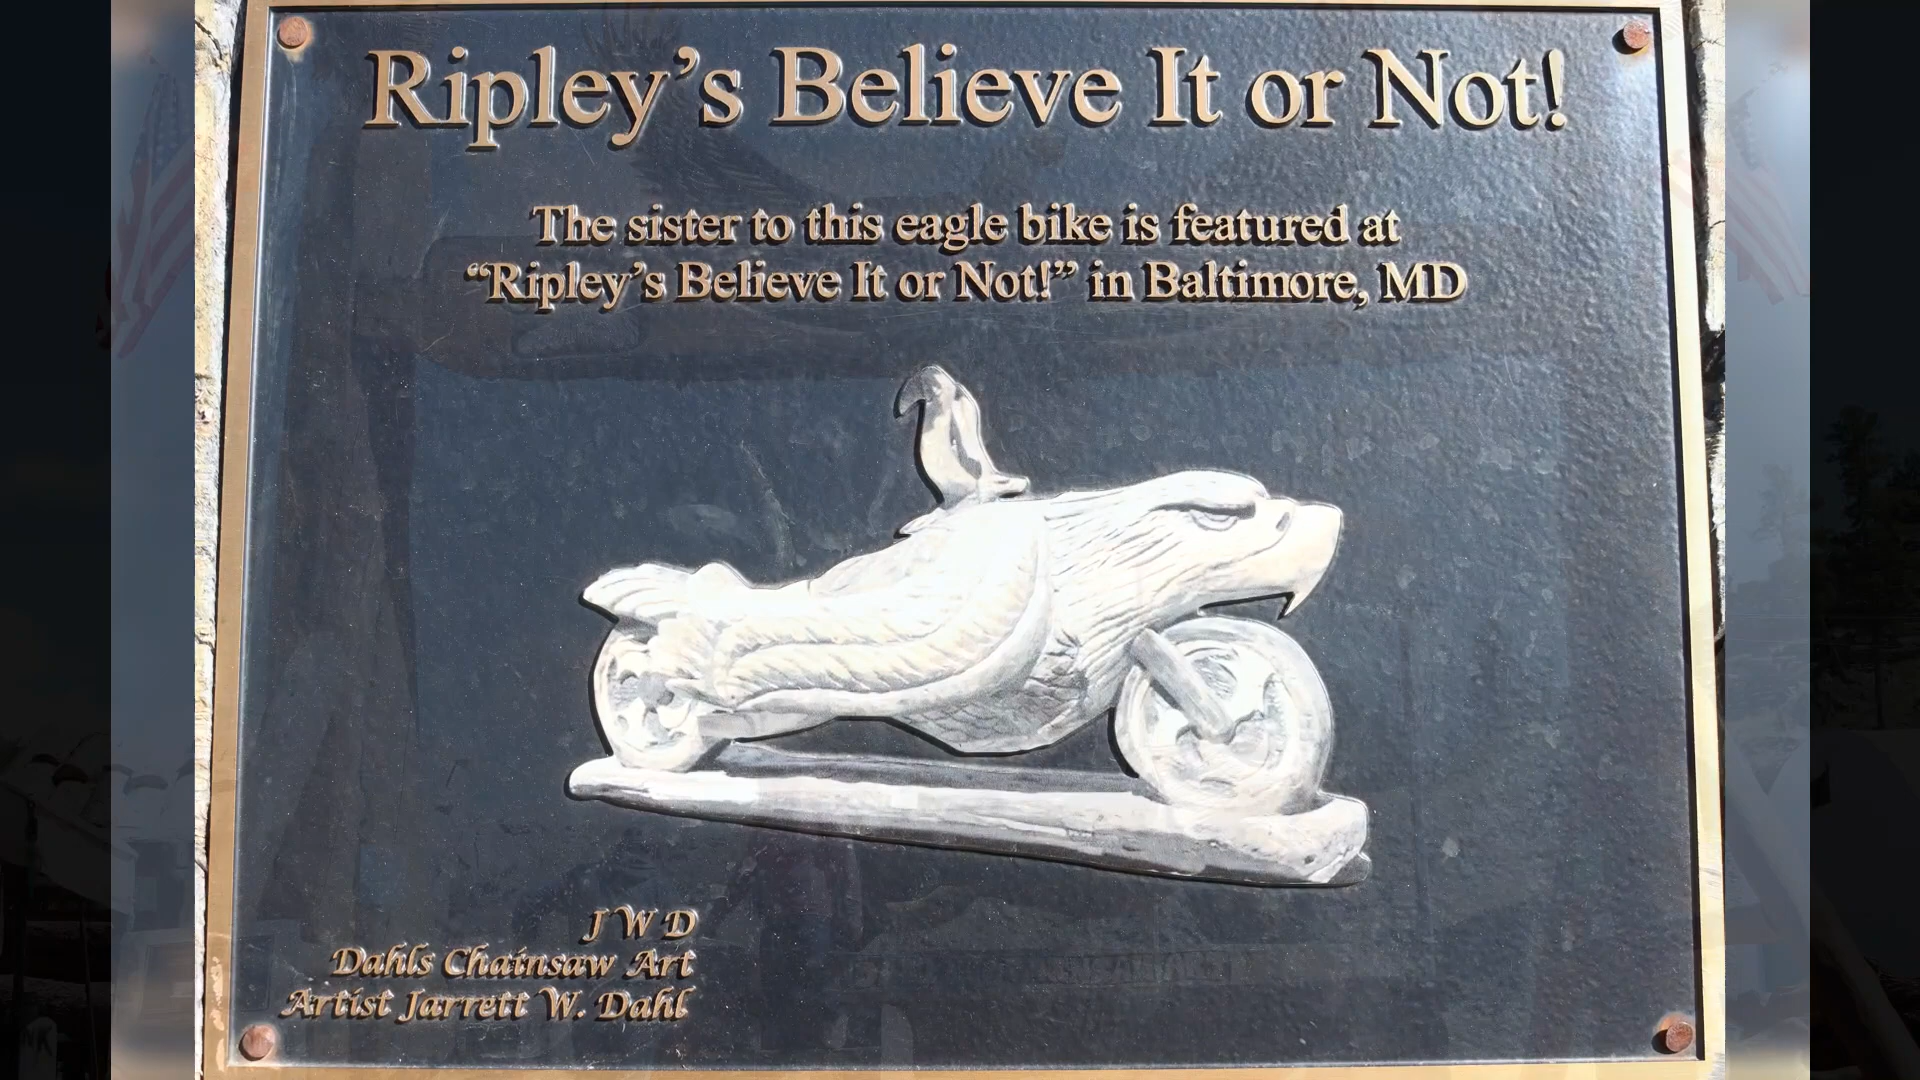 Ripley's Believe It or Not!
The sister to this eagle bike is featured at
"Ripley's Believe It or Not!" in Baltimore, MD
J W D
Dahls Chainsaw Art
Artist Jarrett W. Dahl